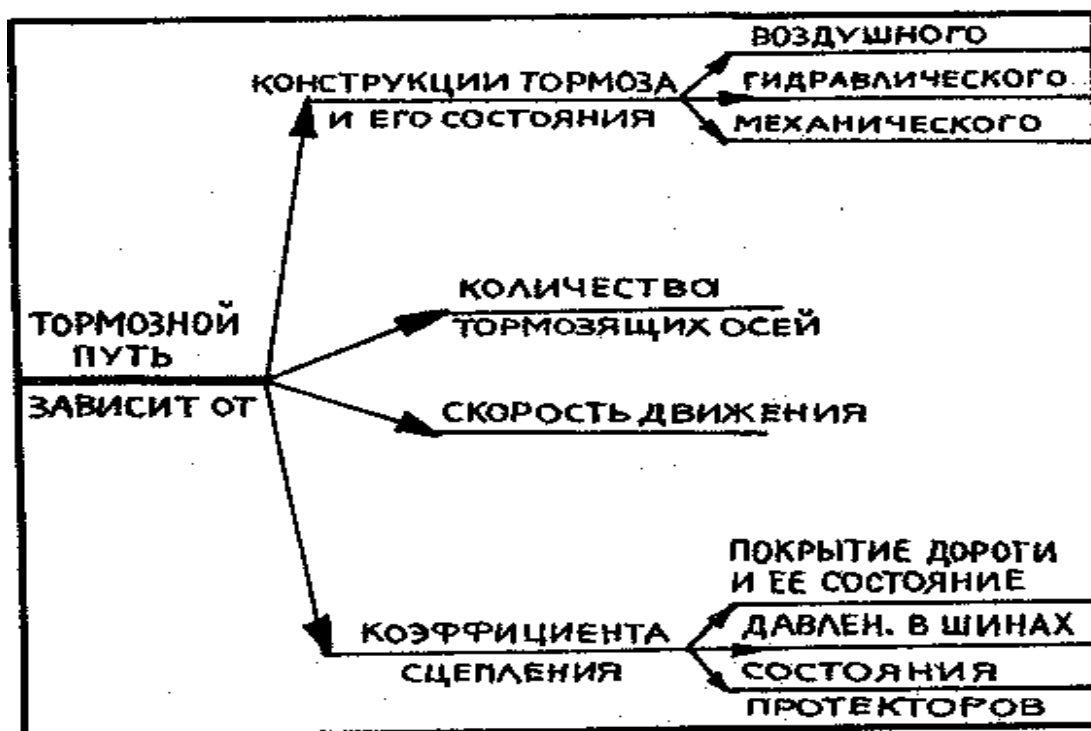 ТОРМОЗНОЙ
ПУТЬ
ЗАВИСИТ ОТ
КОНСТРУКЦИИ ТОРМОЗА
И ЕГО СОСТОЯНИЯ
ВОЗДУШНОГО
ГИДРАВЛИЧЕСКОГО
МЕХАНИЧЕСКОГО
КОЛИЧЕСТВА
ТОРМОЗЯЩИХ ОСЕЙ
СКОРОСТЬ ДВИЖЕНИЯ
КОЭФФИЦИЕНТА
СЦЕПЛЕНИЯ
ПОКРЫТИЕ ДОРОГИ
И ЕЕ СОСТОЯНИЕ
ДАВЛЕН. В ШИНАХ
СОСТОЯНИЯ
ПРОТЕКТОРОВ